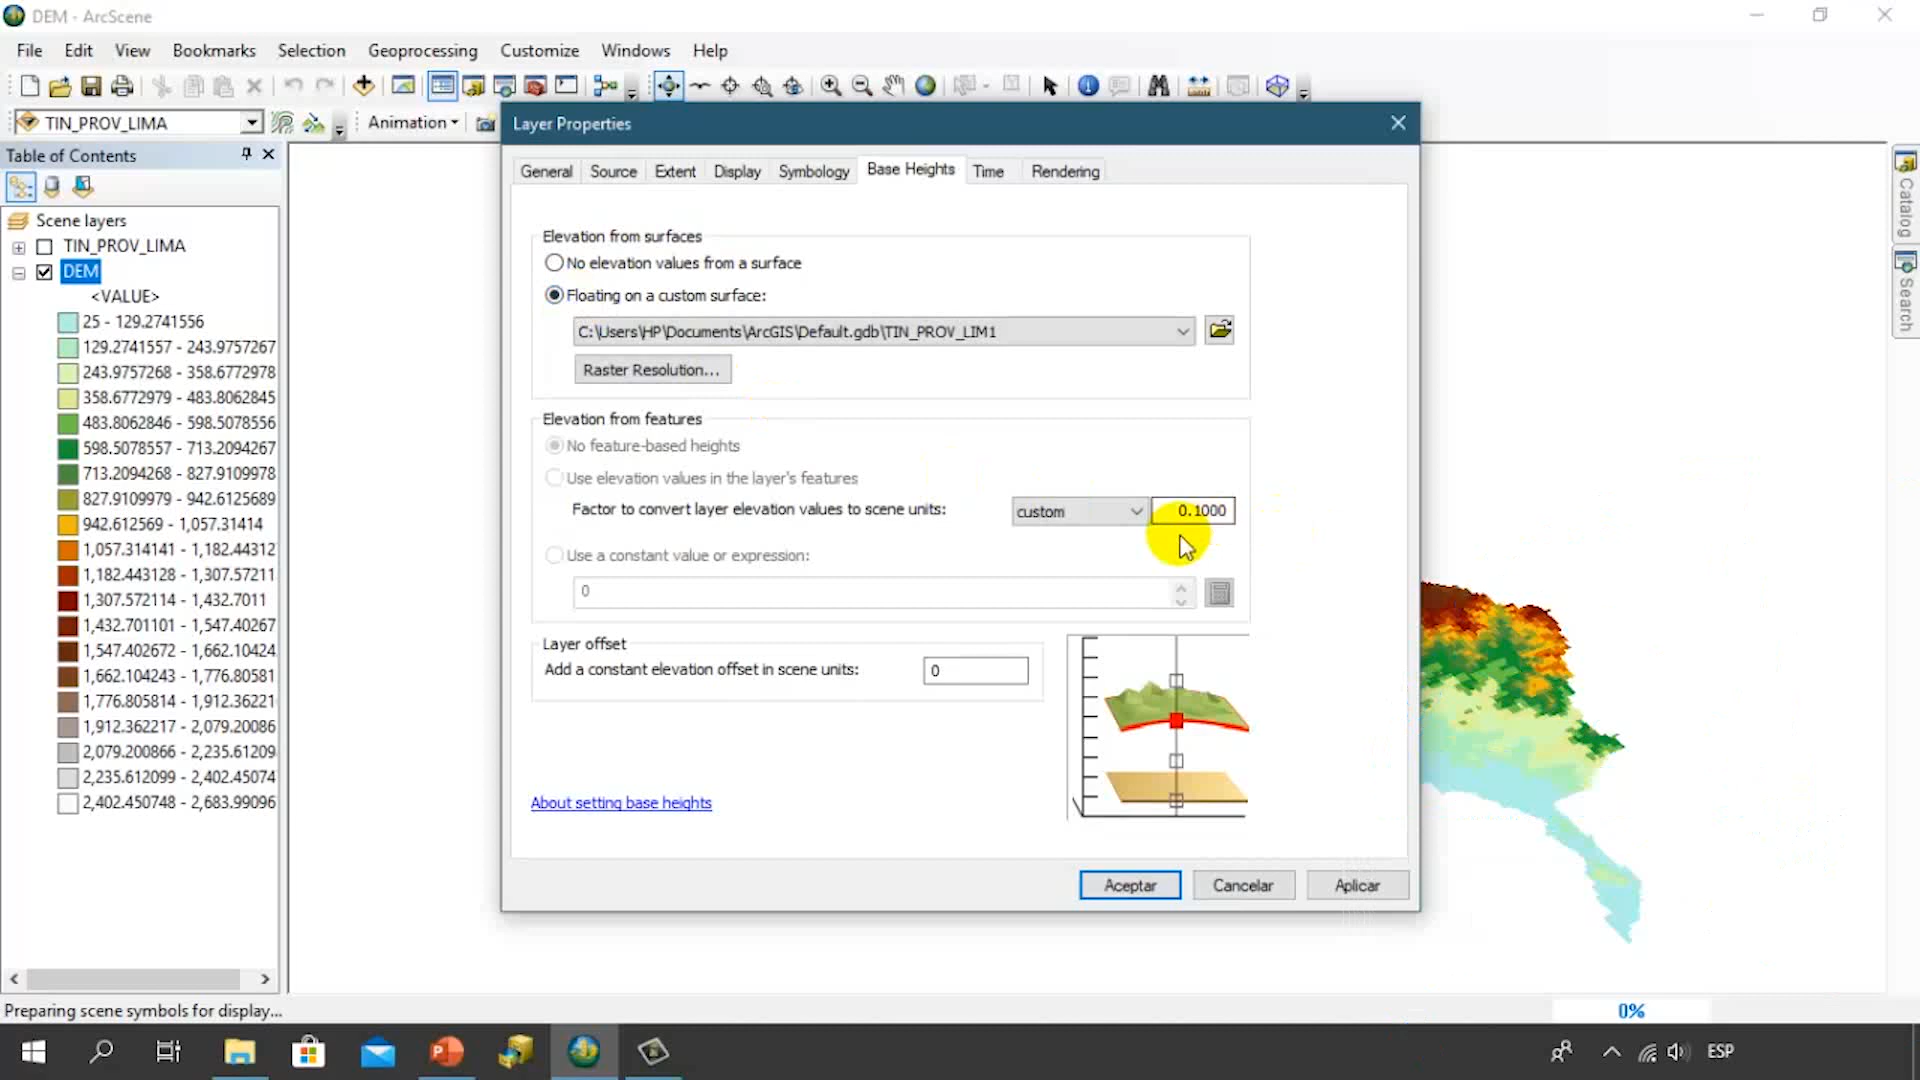 DEM - ArcScene
File Edit View Bookmarks Selection Geoprocessing Customize Windows Help
TIN_PROV_LIMA Animation
Table of Contents
Scene layers
TIN_PROV_LIMA
DEM
<VALUE>
25 - 129.2741556
129.2741557 - 243.9757267
243.9757268 - 358.6772978
358.6772979 - 483.8062845
483.8062846 - 598.5078556
598.5078557 - 713.2094267
713.2094268 - 827.9109978
827.9109979 - 942.6125689
942.612569 - 1,057.31414
1,057.314141 - 1,182.443127
1,182.443128 - 1,307.57211
1,307.572114 - 1,432.7011
1,432.701101 - 1,547.40267
1,547.402672 - 1,662.10424
1,662.104243 - 1,776.80581
1,776.805814 - 1,912.36221
1,912.362217 - 2,079.20086
2,079.200866 - 2,235.61209
2,235.612099 - 2,402.45074
2,402.450748 - 2,683.99096
Preparing scene symbols for display...
Layer Properties
General Source Extent Display Symbology Base Heights Time Rendering
Elevation from surfaces
No elevation values from a surface
Floating on a custom surface:
C:\Users\HP\Documents\ArcGIS\Default.gdb\TIN_PROV_LIM1
Raster Resolution...
Elevation from features
No feature-based heights
Use elevation values in the layer's features
Factor to convert layer elevation values to scene units: custom 0.1000
Use a constant value or expression:
0
Layer offset
Add a constant elevation offset in scene units: 0
About setting base heights
Aceptar Cancelar Aplicar
Catalog
Search
0%
ESP